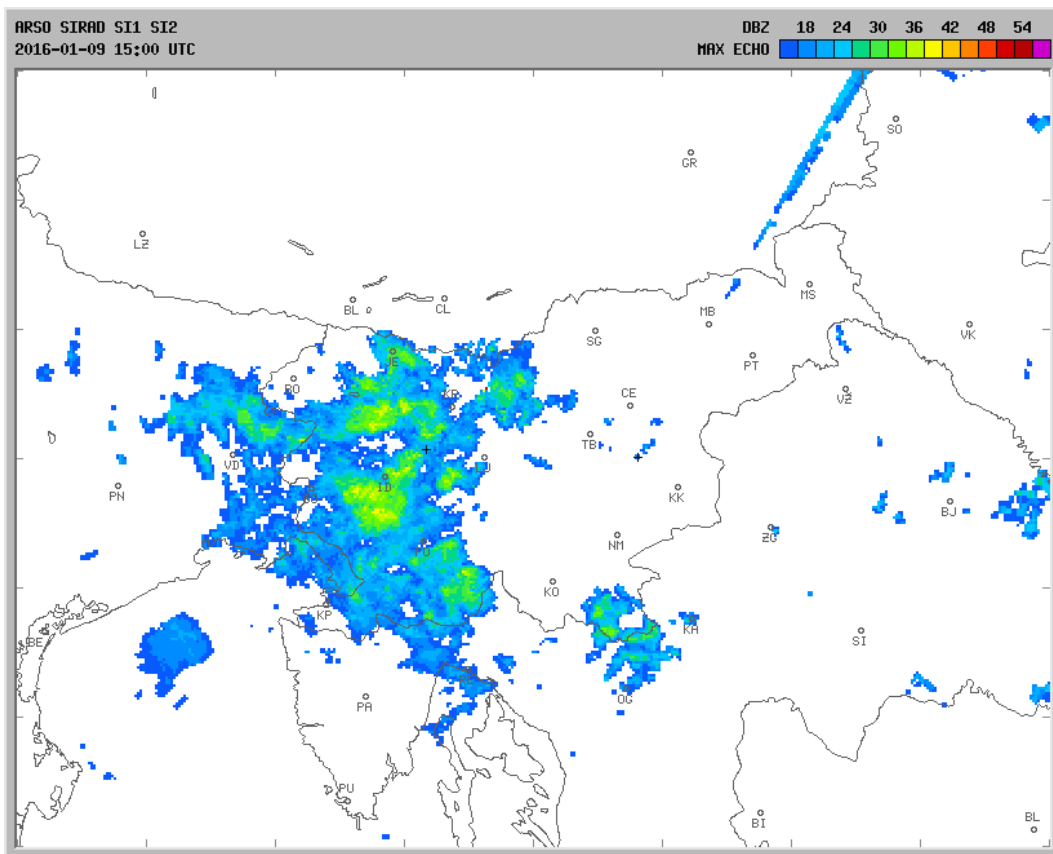 ARSO SIRAD SI1 SI2
2016-01-09 15:00 UTC
DBZ 18 24 30 36 42 48 54
MAX ECHO
SO
GR
LZ
MS
BL
CL
MB
VK
SG
JE
PT
BO
VZ
KR
CE
TB
VD
LJ
ID
PN
KK
BJ
ZG
NM
PO
KO
KP
KA
BE
SI
OG
PA
PU
BI
BL